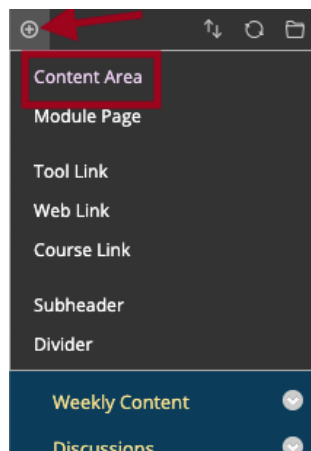 Content Area
Module Page
Tool Link
Web Link
Course Link
Subheader
Divider
Weekly Content
Discussions